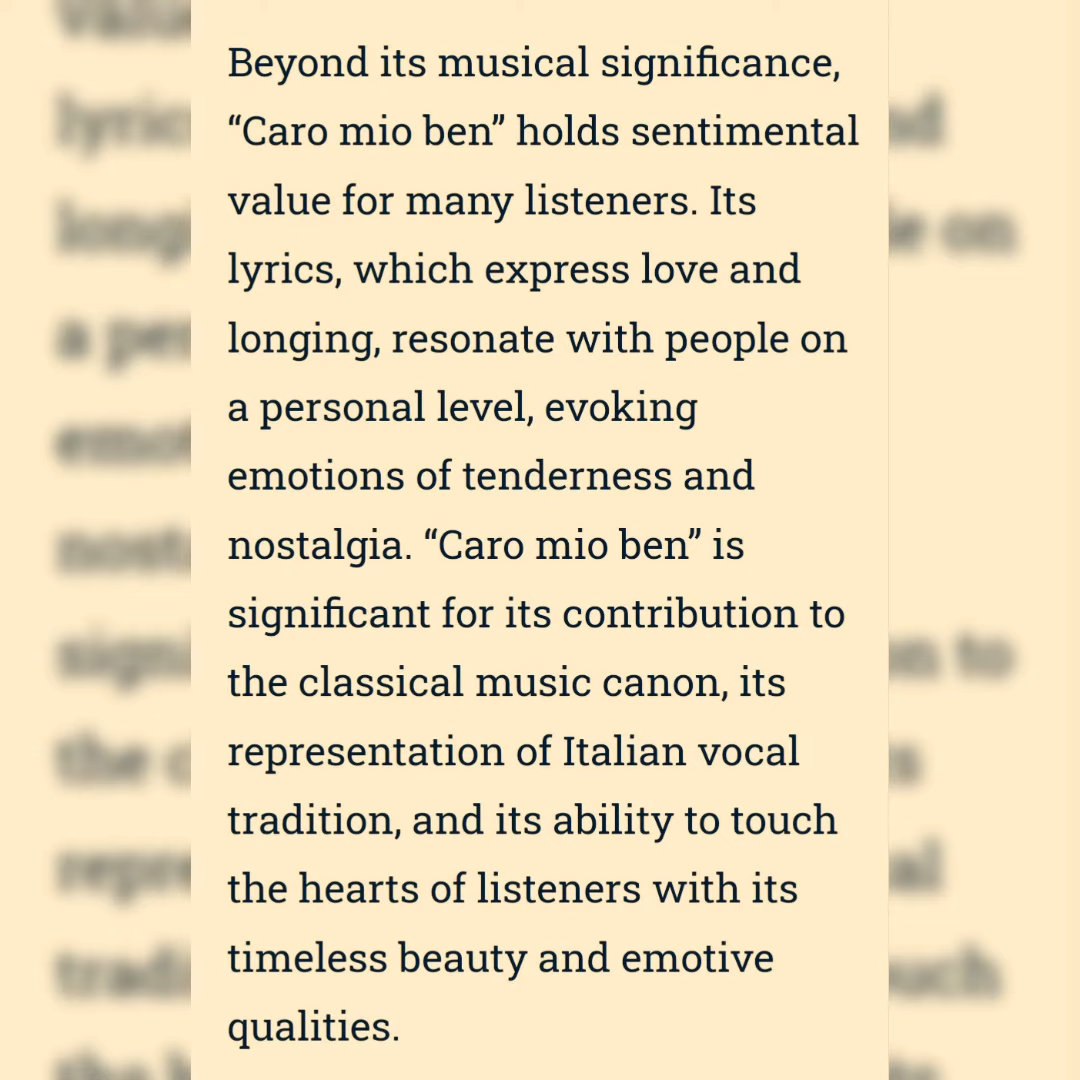 Beyond its musical significance,
“Caro mio ben” holds sentimental
value for many listeners. Its
lyrics, which express love and
longing, resonate with people on
a personal level, evoking
emotions of tenderness and
nostalgia. “Caro mio ben” is
significant for its contribution to
the classical music canon, its
representation of Italian vocal
tradition, and its ability to touch
the hearts of listeners with its
timeless beauty and emotive
qualities.